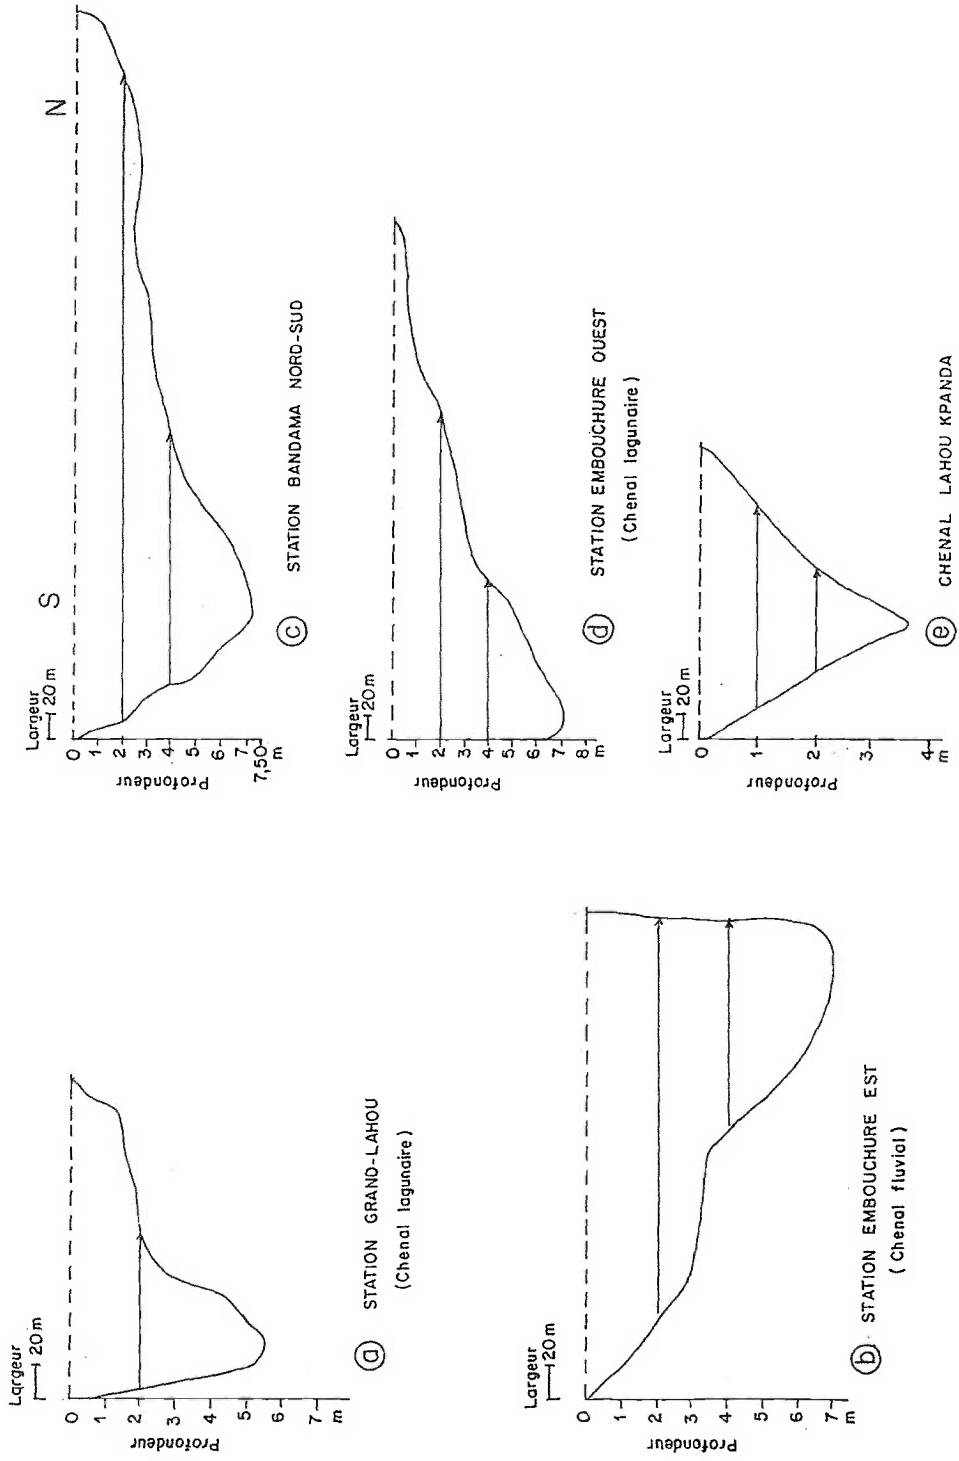 Largeur
20 m
0
1
2
3
4
5
6
7
m
Profondeur
ⓐ STATION GRAND-LAHOU
(Chenal lagunaire)
Largeur
20 m
0
1
2
3
4
5
6
7
m
Profondeur
ⓑ STATION EMBOUCHURE EST
(Chenal fluvial)
S N
Largeur
20 m
0
1
2
3
4
5
6
7
7,50
m
Profondeur
ⓒ STATION BANDAMA NORD-SUD
Largeur
20 m
0
1
2
3
4
5
6
7
8
m
Profondeur
ⓓ STATION EMBOUCHURE OUEST
(Chenal lagunaire)
Largeur
20 m
0
1
2
3
4
m
Profondeur
ⓔ CHENAL LAHOU KPANDA